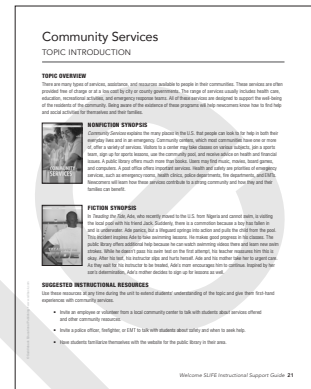 Community Services
TOPIC INTRODUCTION
TOPIC OVERVIEW
There are many types of services, assistance, and resources available to people in their communities. These services are often
provided free of charge or at a low cost by city or county governments. The range of services usually includes health care,
education, recreational activities, and emergency response teams. All of these services are designed to support the well-being
of the residents of the community. Being aware of the existence of these programs will help newcomers know how to find help
and social activities for themselves and their families.
COMMUNITY
SERVICES
NONFICTION SYNOPSIS
Community Services explains the many places in the U.S. that people can look to for help in both their
everyday lives and in an emergency. Community centers, which most communities have one or more
of, offer a variety of services. Visitors to a center may take classes on various subjects, join a sports
team, sign up for sports lessons, use the community pool, and receive advice on health and financial
issues. A public library offers much more than books. Users may find music, movies, board games,
and computers. A post office offers important services. Health and safety are priorities of emergency
services, such as emergency rooms, health clinics, police departments, fire departments, and EMTs.
Newcomers will learn how these services contribute to a strong community and how they and their
families can benefit.
FICTION SYNOPSIS
In Treading the Tide, Ade, who recently moved to the U.S. from Nigeria and cannot swim, is visiting
the local pool with his friend Jack. Suddenly, there is a commotion because a boy has fallen in
and is underwater. Ade panics, but a lifeguard springs into action and pulls the child from the pool.
This incident inspires Ade to take swimming lessons. He makes good progress in his classes. The
public library offers additional help because he can watch swimming videos there and learn new swim
strokes. While he doesn't pass his swim test on the first attempt, his teacher reassures him this is
okay. After his test, his instructor slips and hurts herself. Ade and his mother take her to urgent care.
As they wait for his instructor to be treated, Ade's mom encourages him to continue. Inspired by her
son's determination, Ade's mother decides to sign up for lessons as well.
SUGGESTED INSTRUCTIONAL RESOURCES
Use these resources at any time during the unit to extend students' understanding of the topic and give them first-hand
experience with community services.
• Invite an employee or volunteer from a local community center to talk with students about services offered
and other community resources.
• Invite a police officer, firefighter, or EMT to talk with students about safety and when to seek help.
• Have students familiarize themselves with the website for the public library in their area.
Welcome SLIFE Instructional Support Guide 21